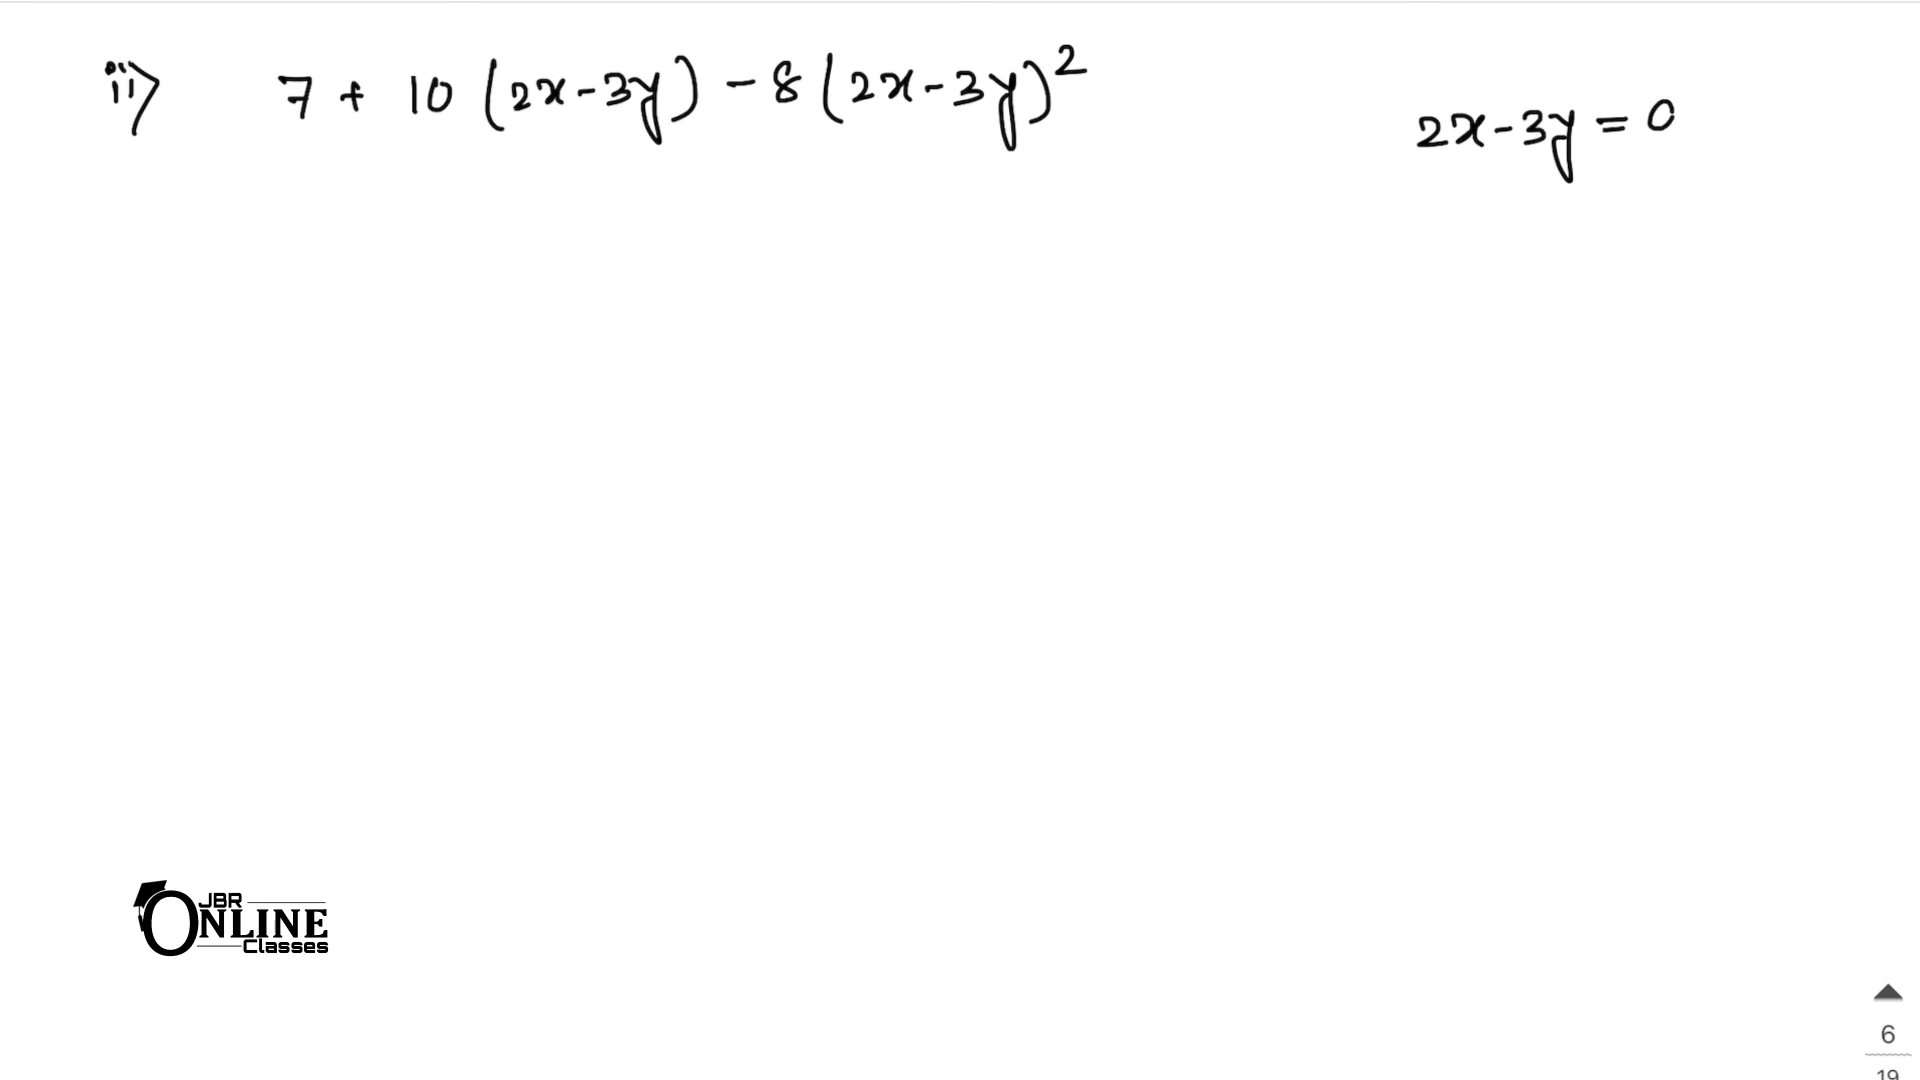 ii) 7 + 10 (2x-3y) - 8 (2x-3y)²
2x-3y = 0
JBR
ONLINE
Classes
6
19